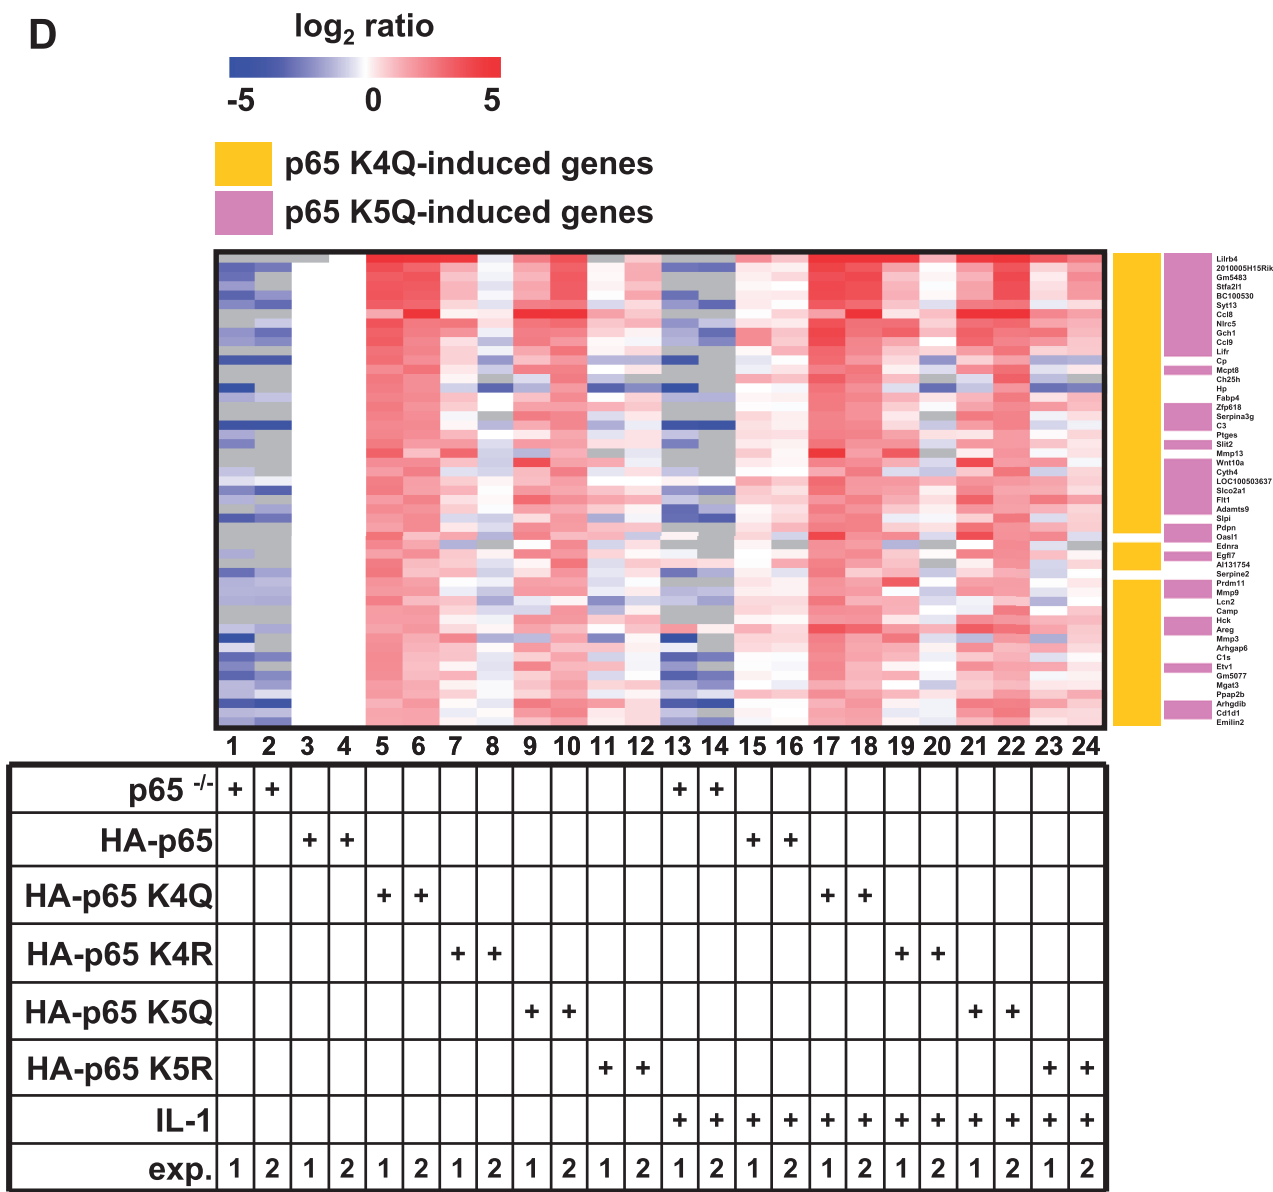 D
log2 ratio
-5 0 5
p65 K4Q-induced genes
p65 K5Q-induced genes
Lilrb4
2010005H15Rik
Gm5483
Stfa2l1
BC100530
Syt13
Ccl8
Nlrc5
Gch1
Ccl9
Lifr
Cp
Mcpt8
Ch25h
Hp
Fabp4
Zfp618
Serpina3g
C3
Ptges
Slit2
Mmp13
Wnt10a
Cyth4
LOC100503637
Slco2a1
Flt1
Adamts9
Slpi
Pdpn
Oasl1
Ednra
Egfl7
AI131754
Serpine2
Prdm11
Mmp9
Lcn2
Camp
Hck
Areg
Mmp3
Arhgap6
C1s
Etv1
Gm5077
Mgat3
Ppap2b
Arhgdib
Cd1d1
Emilin2
1 2 3 4 5 6 7 8 9 10 11 12 13 14 15 16 17 18 19 20 21 22 23 24
p65 -/- + + + +
HA-p65 + + + +
HA-p65 K4Q + + + +
HA-p65 K4R + + + +
HA-p65 K5Q + + + +
HA-p65 K5R + + + +
IL-1 + + + + + + + + + + + +
exp. 1 2 1 2 1 2 1 2 1 2 1 2 1 2 1 2 1 2 1 2 1 2 1 2